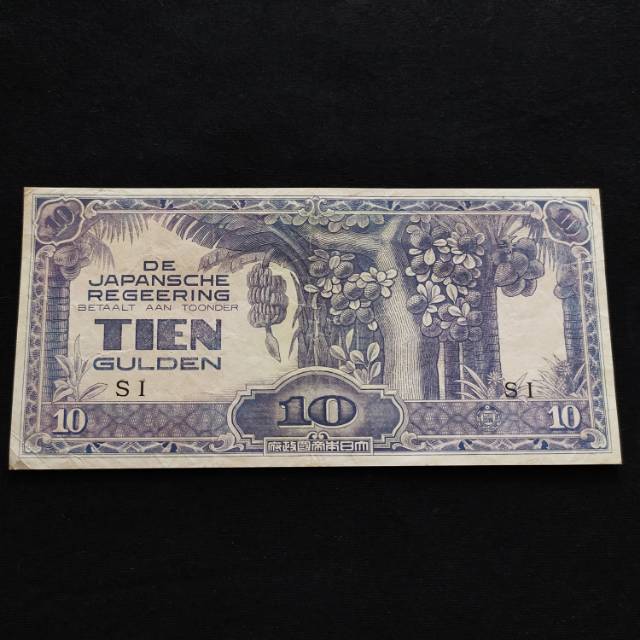 10 10
DE
JAPANSCHE
REGEERING
BETAALT AAN TOONDER
TIEN
GULDEN
SI SI
10 10 10
府政國帝本日大